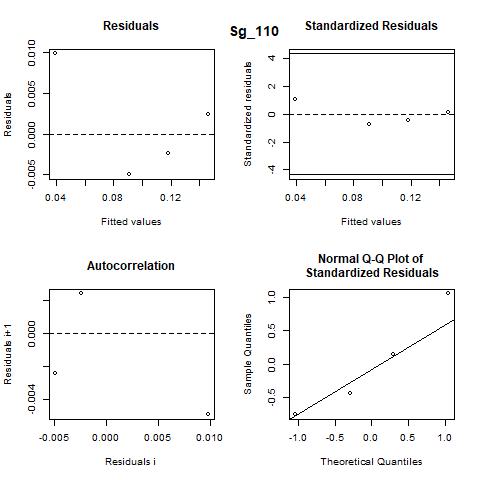 Sg_110
Residuals
Residuals
0.010
0.005
0.000
-0.005
0.04
0.08
0.12
Fitted values
Standardized Residuals
Standardized residuals
4
2
0
-2
-4
0.04
0.08
0.12
Fitted values
Autocorrelation
Residuals i+1
0.000
-0.004
-0.005
0.000
0.005
0.010
Residuals i
Normal Q-Q Plot of
Standardized Residuals
Sample Quantiles
1.0
0.5
0.0
-0.5
-1.0
-0.5
0.0
0.5
1.0
Theoretical Quantiles